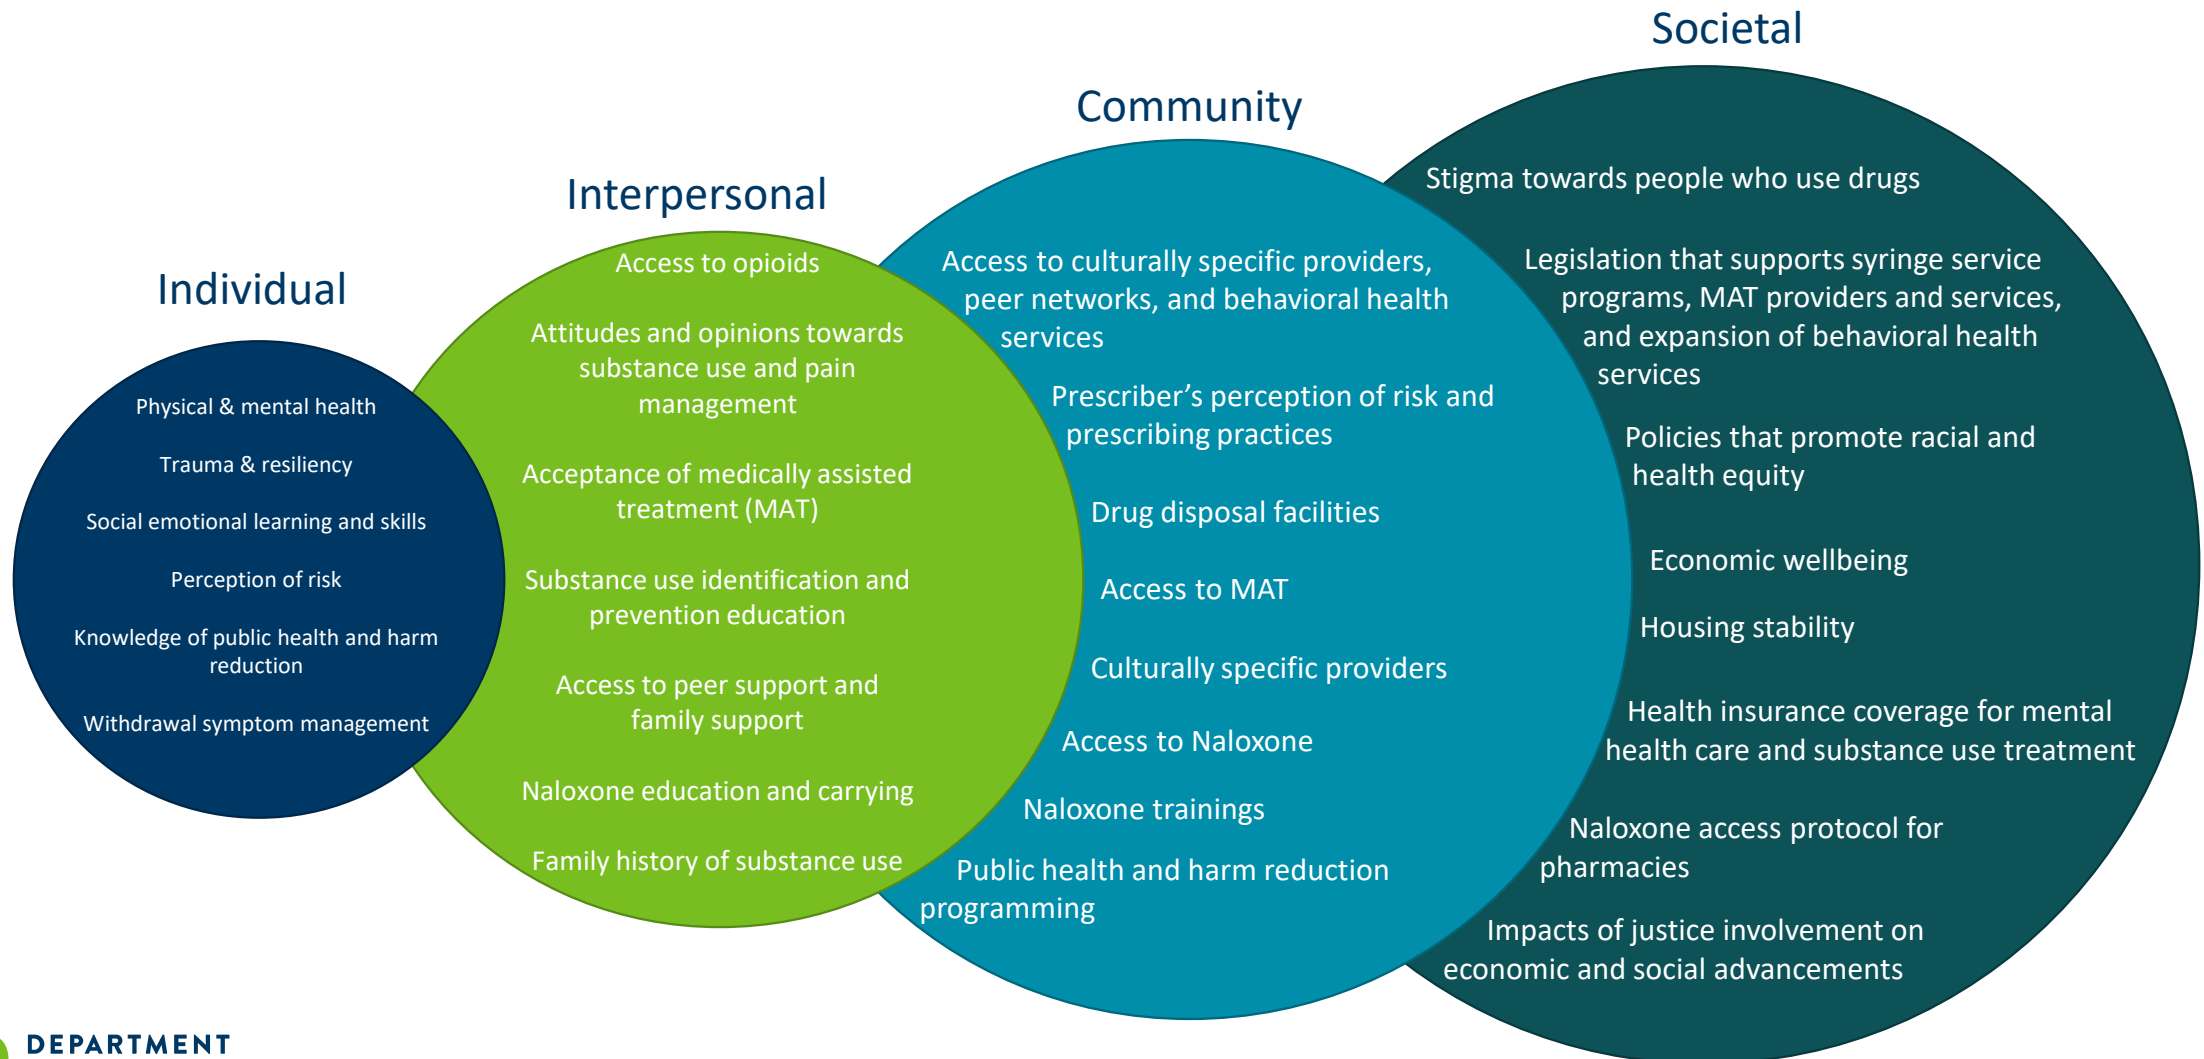 Individual
Physical & mental health
Trauma & resiliency
Social emotional learning and skills
Perception of risk
Knowledge of public health and harm
reduction
Withdrawal symptom management
Interpersonal
Access to opioids
Attitudes and opinions towards
substance use and pain
management
Acceptance of medically assisted
treatment (MAT)
Substance use identification and
prevention education
Access to peer support and
family support
Naloxone education and carrying
Family history of substance use
Community
Access to culturally specific providers,
peer networks, and behavioral health
services
Prescriber’s perception of risk and
prescribing practices
Drug disposal facilities
Access to MAT
Culturally specific providers
Access to Naloxone
Naloxone trainings
Public health and harm reduction
programming
Societal
Stigma towards people who use drugs
Legislation that supports syringe service
programs, MAT providers and services,
and expansion of behavioral health
services
Policies that promote racial and
health equity
Economic wellbeing
Housing stability
Health insurance coverage for mental
health care and substance use treatment
Naloxone access protocol for
pharmacies
Impacts of justice involvement on
economic and social advancements
DEPARTMENT